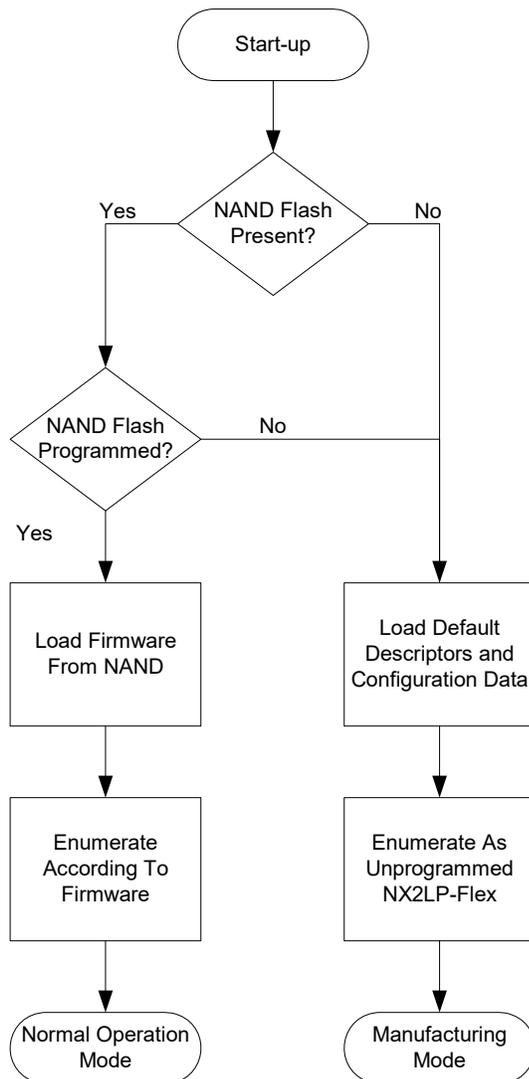 Start-up
NAND Flash
Present?
Yes
No
NAND Flash
Programmed?
No
Yes
Load Firmware
From NAND
Load Default
Descriptors and
Configuration Data
Enumerate
According To
Firmware
Enumerate As
Unprogrammed
NX2LP-Flex
Normal Operation
Mode
Manufacturing
Mode